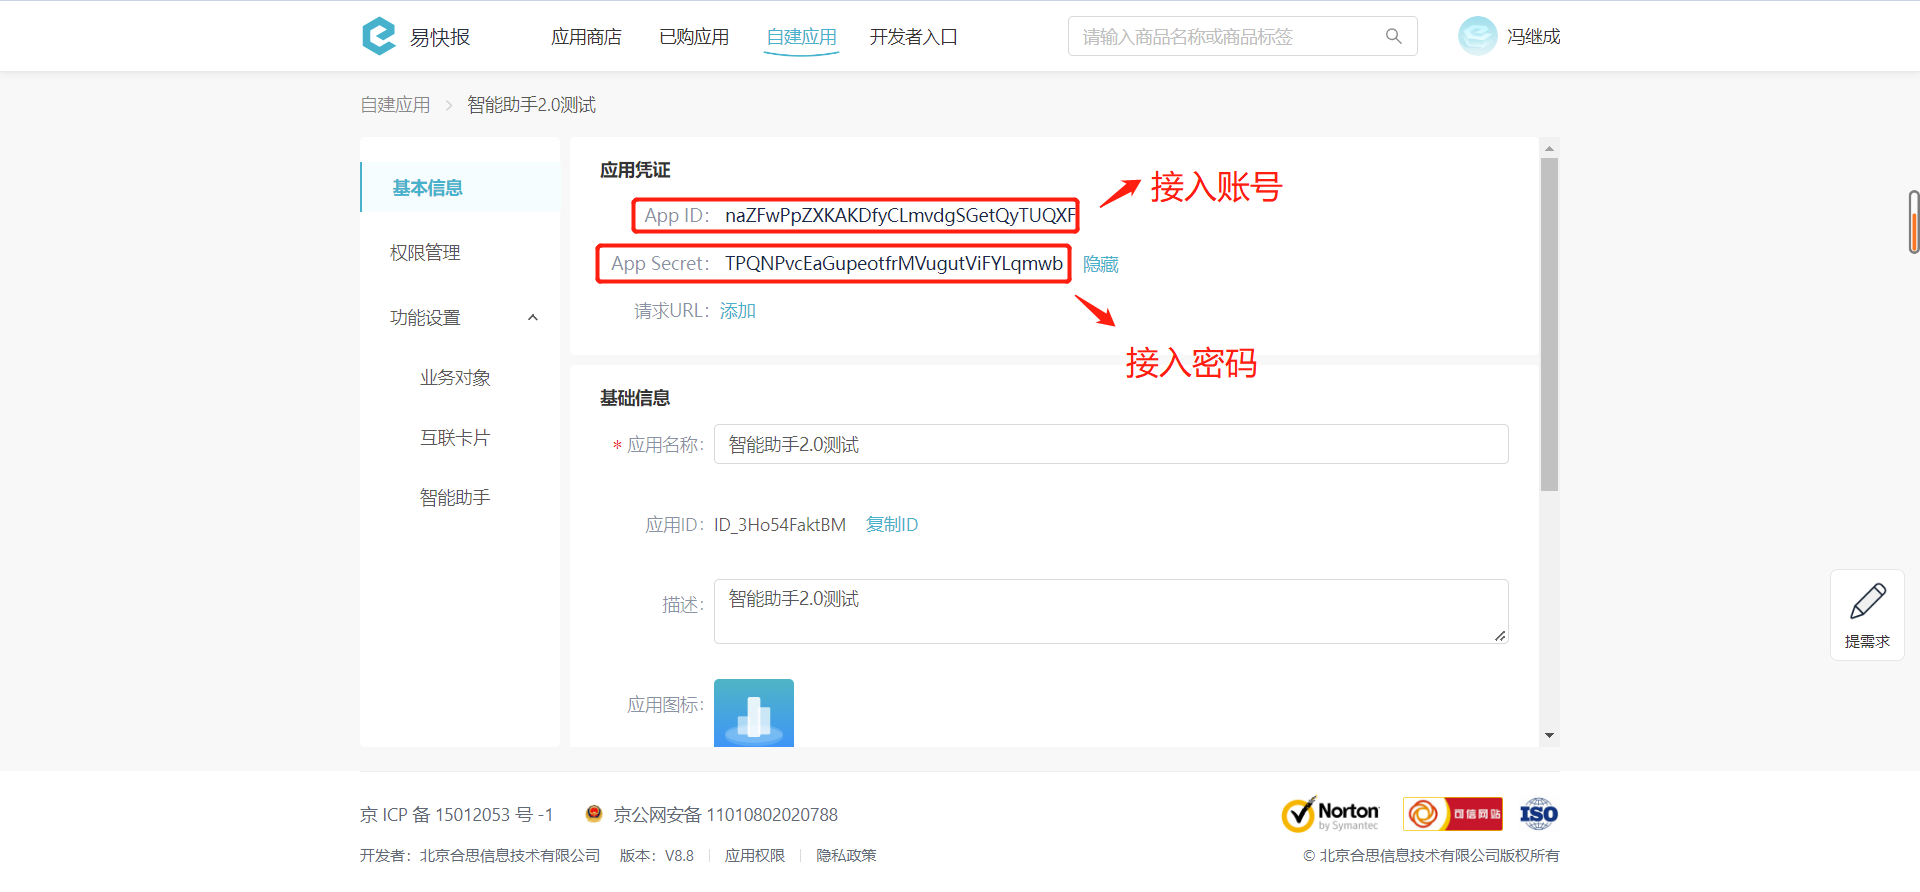 易快报 应用商店 已购应用 自建应用 开发者入口 请输入商品名称或商品标签 冯继成
自建应用 > 智能助手2.0测试
基本信息
权限管理
功能设置
业务对象
互联卡片
智能助手
应用凭证
App ID: naZFwPpZXKAKDfyCLmvdgSGetQyTUQXF
接入账号
App Secret: TPQNPvcEaGupeotfrMVugutViFYLqmwb 隐藏
请求URL: 添加
接入密码
基础信息
* 应用名称: 智能助手2.0测试
应用ID: ID_3Ho54FaktBM 复制ID
描述: 智能助手2.0测试
应用图标:
提需求
京 ICP 备 15012053 号 -1 京公网安备 11010802020788
Norton
by Symantec
可信网站
ISO
开发者: 北京合思信息技术有限公司 版本: V8.8 应用权限 隐私政策
© 北京合思信息技术有限公司版权所有